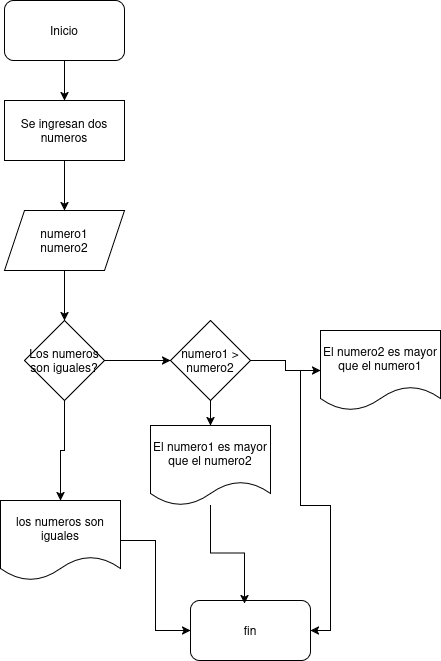 Inicio
Se ingresan dos
numeros
numero1
numero2
Los numeros
son iguales?
numero1 >
numero2
El numero2 es mayor
que el numero1
El numero1 es mayor
que el numero2
los numeros son
iguales
fin